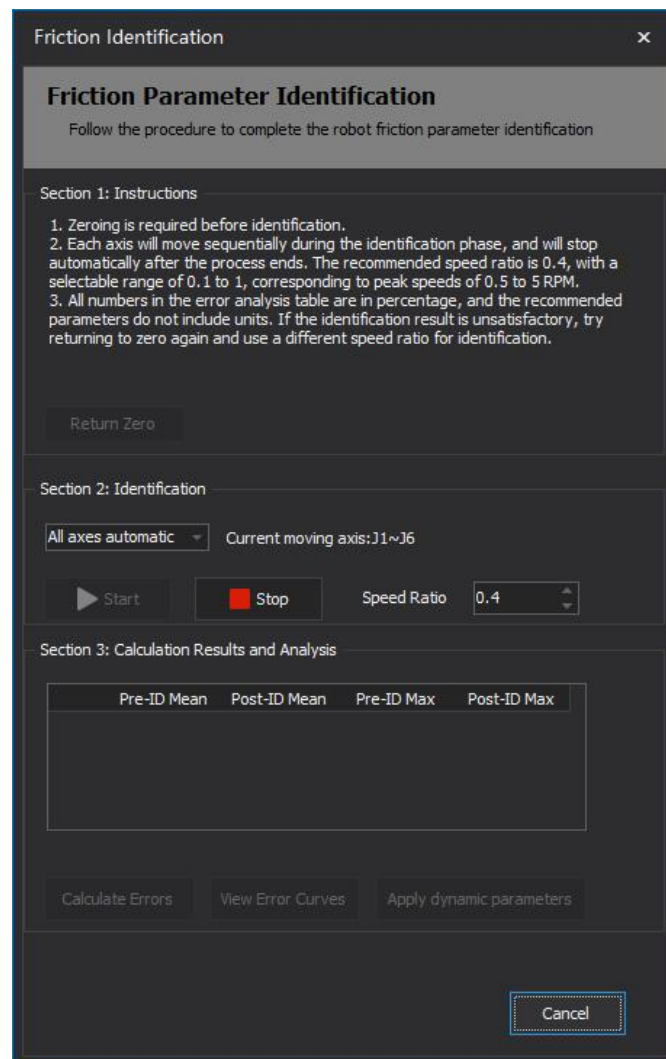 Friction Identification
Friction Parameter Identification
Follow the procedure to complete the robot friction parameter identification
Section 1: Instructions
1. Zeroing is required before identification.
2. Each axis will move sequentially during the identification phase, and will stop
automatically after the process ends. The recommended speed ratio is 0.4, with a
selectable range of 0.1 to 1, corresponding to peak speeds of 0.5 to 5 RPM.
3. All numbers in the error analysis table are in percentage, and the recommended
parameters do not include units. If the identification result is unsatisfactory, try
returning to zero again and use a different speed ratio for identification.
Return Zero
Section 2: Identification
All axes automatic Current moving axis:J1~J6
Start Stop Speed Ratio 0.4
Section 3: Calculation Results and Analysis
Pre-ID Mean Post-ID Mean Pre-ID Max Post-ID Max
Calculate Errors View Error Curves Apply dynamic parameters
Cancel